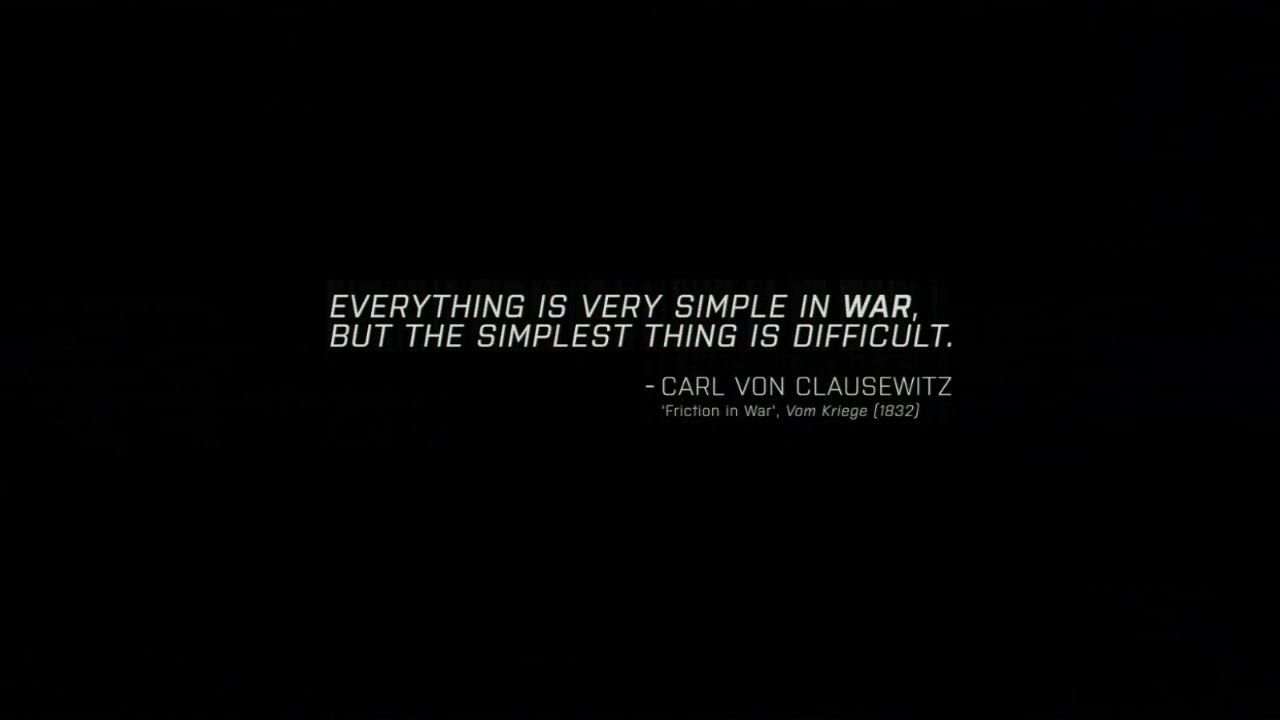 EVERYTHING IS VERY SIMPLE IN WAR,
BUT THE SIMPLEST THING IS DIFFICULT.
- CARL VON CLAUSEWITZ
'Friction in War', Vom Kriege (1832)